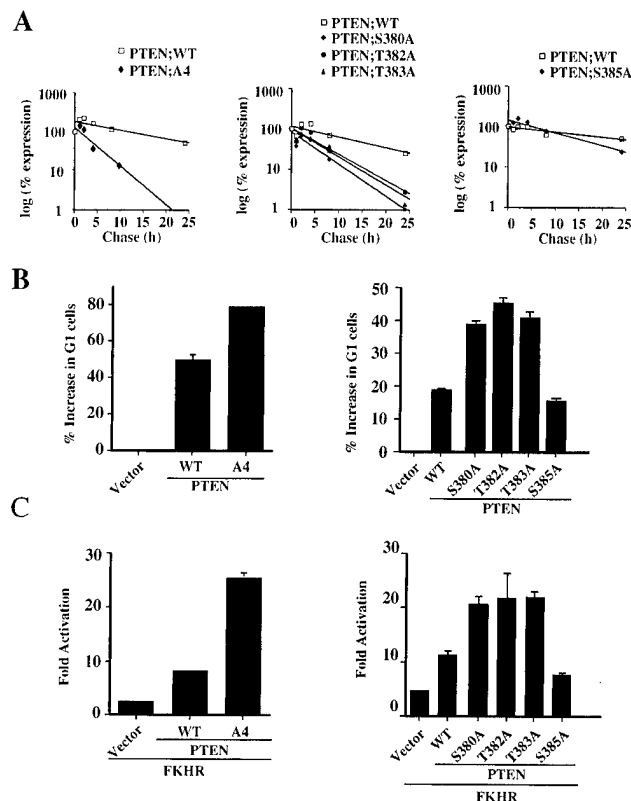 A
PTEN;WT
PTEN;A4
PTEN;WT
PTEN;S380A
PTEN;T382A
PTEN;T383A
PTEN;WT
PTEN;S385A
log (% expression)
1000
100
10
1
0 5 10 15 20 25
Chase (h)
log (% expression)
1000
100
10
1
0 5 10 15 20 25
Chase (h)
log (% expression)
1000
100
10
1
0 5 10 15 20 25
Chase (h)
B
% Increase in G1 cells
80
60
40
20
0
Vector
WT
A4
PTEN
% Increase in G1 cells
50
40
30
20
10
0
Vector
WT
S380A
T382A
T383A
S385A
PTEN
C
Fold Activation
30
20
10
0
Vector
WT
A4
PTEN
FKHR
Fold Activation
30
20
10
0
Vector
WT
S380A
T382A
T383A
S385A
PTEN
FKHR